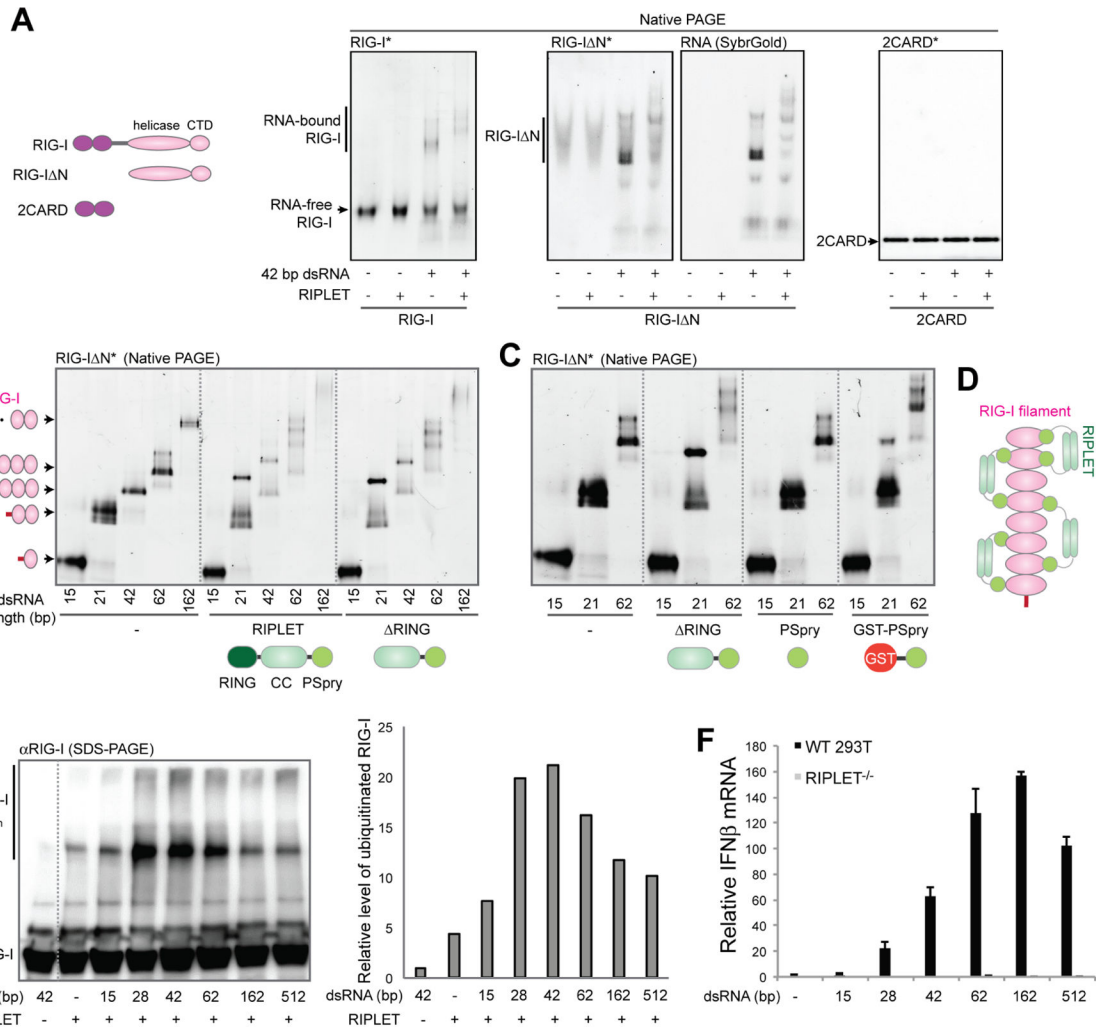 A
Native PAGE
RIG-I*
RIG-IΔN*
RNA (SybrGold)
2CARD*
helicase CTD
RIG-I
RIG-IΔN
2CARD
RNA-bound
RIG-I
RNA-free
RIG-I
RIG-IΔN
2CARD
42 bp dsRNA - - + + - - + + - - + + - - + +
RIPLET - + - + - + - + - + - + - + - +
RIG-I
RIG-IΔN
2CARD
RIG-IΔN* (Native PAGE)
G-I
15 21 42 62 162 15 21 42 62 162 15 21 42 62 162
dsRNA
ngth (bp)
- RIPLET ΔRING
RING CC PSpry
C
RIG-IΔN* (Native PAGE)
15 21 62 15 21 62 15 21 62 15 21 62
- ΔRING PSpry GST-PSpry
GST
D
RIG-I filament
RIPLET
αRIG-I (SDS-PAGE)
-I
G-I
(bp) 42 - 15 28 42 62 162 512
LET - + + + + + + +
Relative level of ubiquitinated RIG-I
25
20
15
10
5
0
dsRNA (bp) 42 - 15 28 42 62 162 512
RIPLET - + + + + + + +
F
WT 293T
RIPLET-/-
Relative IFNβ mRNA
180
160
140
120
100
80
60
40
20
0
dsRNA (bp) - 15 28 42 62 162 512